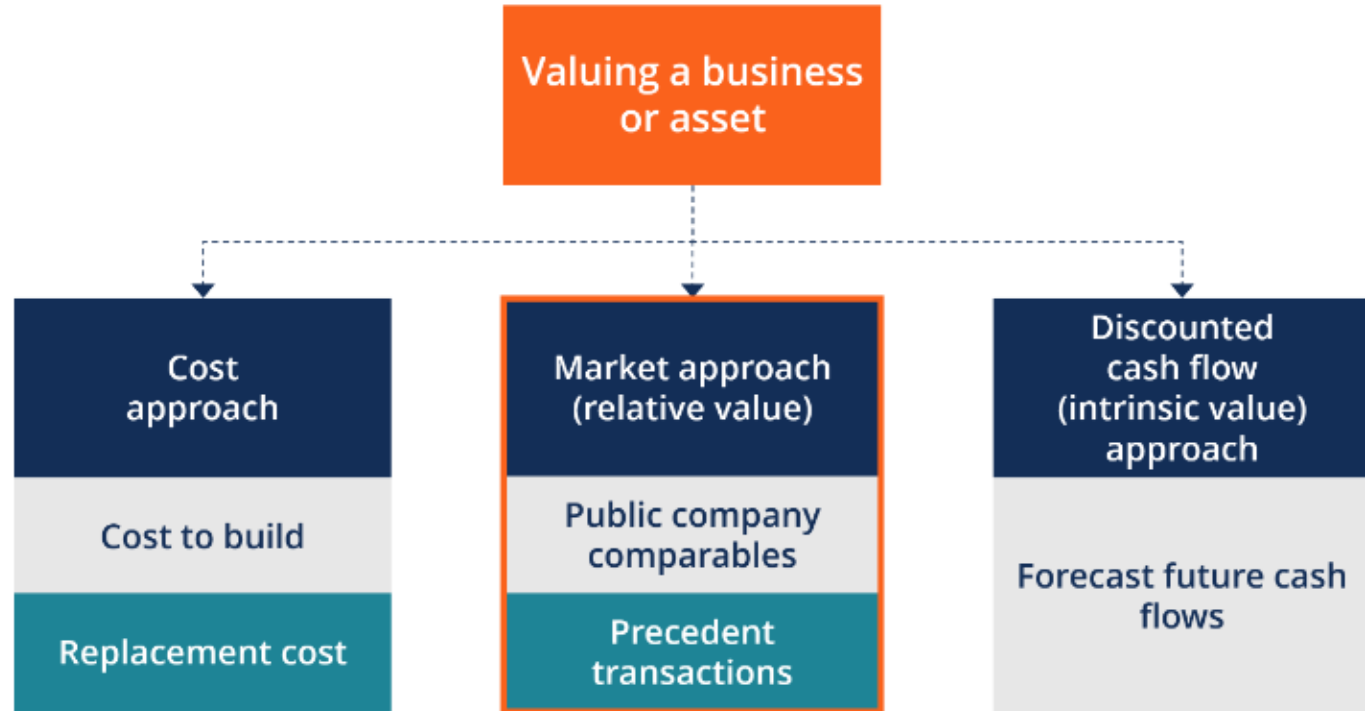 Valuing a business
or asset
Cost
approach
Cost to build
Replacement cost
Market approach
(relative value)
Public company
comparables
Precedent
transactions
Discounted
cash flow
(intrinsic value)
approach
Forecast future cash
flows